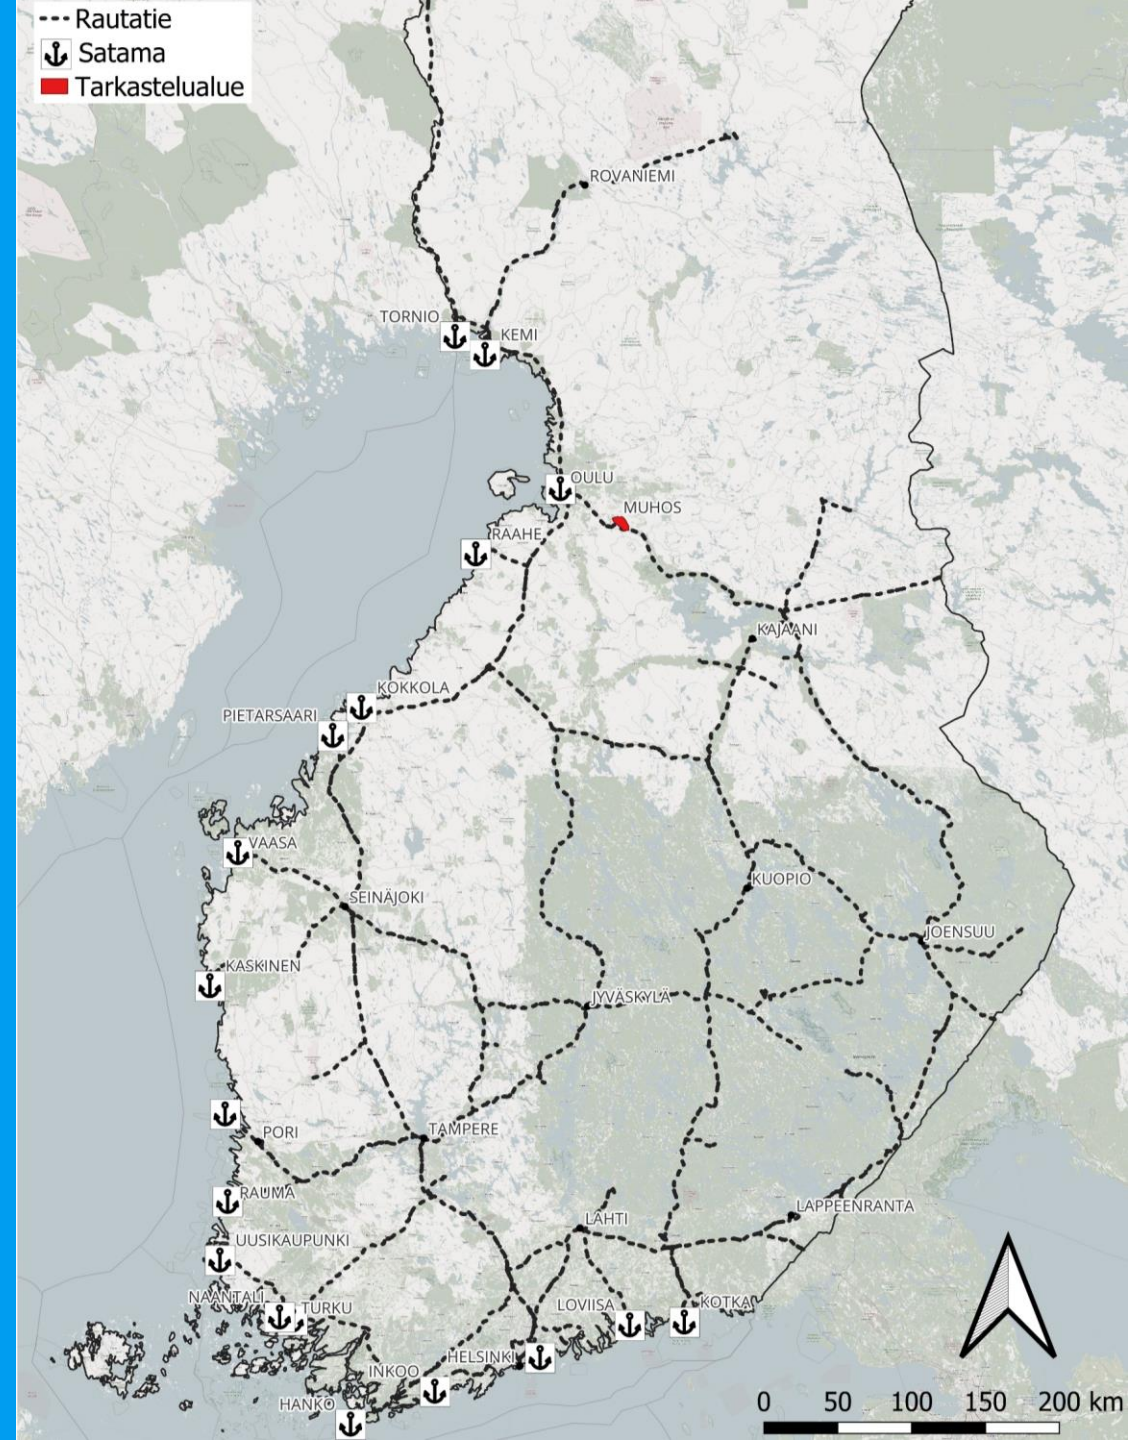 Rautatie
Satama
Tarkastelualue
ROVANIEMI
TORNIO
KEMI
OULU
MUHOS
RAAHE
KAJAANI
KOKKOLA
PIETARSAARI
VAASA
KUOPIO
SEINÄJOKI
JOENSUU
KASKINEN
JYVÄSKYLÄ
PORI
TAMPERE
RAUMA
LAPPEENRANTA
LAHTI
UUSIKAUPUNKI
NAANTALI
TURKU
LOVIISA
KOTKA
HELSINKI
INKOO
HANKO
0 50 100 150 200 km